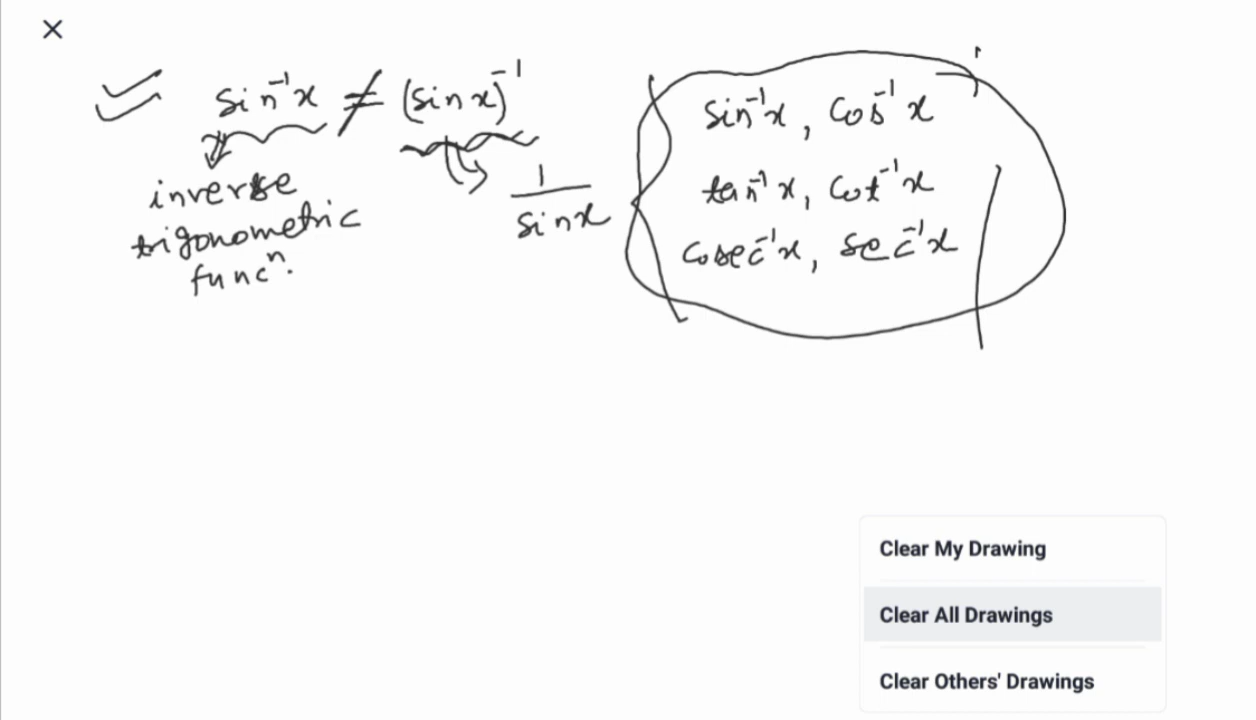 sin⁻¹x ≠ (sin x)⁻¹
inverse
trigonometric
funcⁿ.
1
sinx
sin⁻¹x, cos⁻¹x
tan⁻¹x, cot⁻¹x
cosec⁻¹x, sec⁻¹x
Clear My Drawing
Clear All Drawings
Clear Others' Drawings